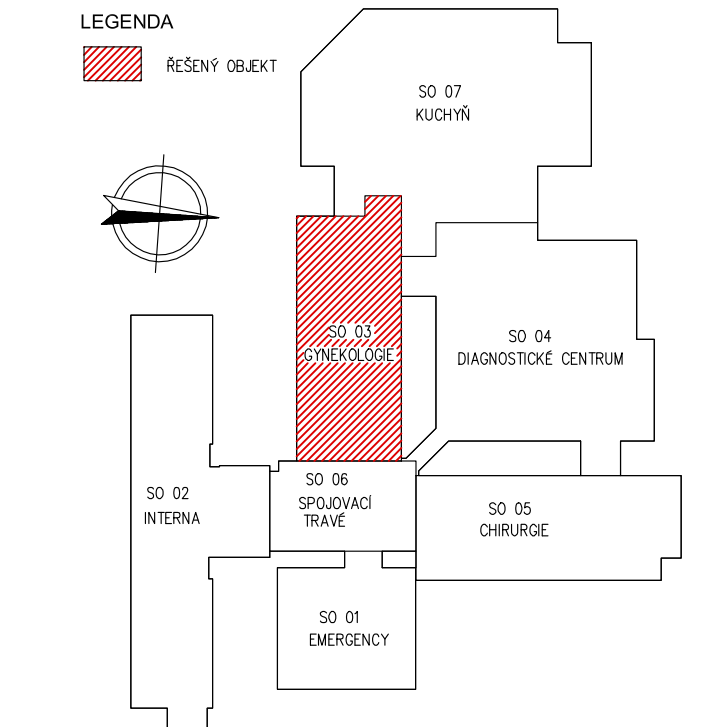 LEGENDA
ŘEŠENÝ OBJEKT
SO 07
KUCHYŇ
SO 03
GYNEKOLOGIE
SO 04
DIAGNOSTICKÉ CENTRUM
SO 02
INTERNA
SO 06
SPOJOVACÍ
TRAVÉ
SO 05
CHIRURGIE
SO 01
EMERGENCY